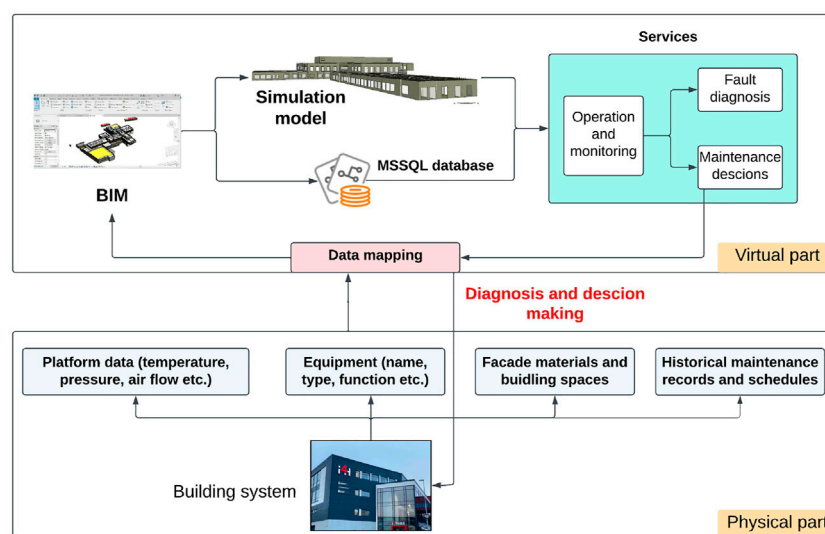 Services
Simulation
model
Fault
diagnosis
Operation
and
monitoring
MSSQL database
Maintenance
descions
BIM
Data mapping
Virtual part
Diagnosis and descion
making
Platform data (temperature,
pressure, air flow etc.)
Equipment (name,
type, function etc.)
Facade materials and
buidling spaces
Historical maintenance
records and schedules
Building system
i4H
Physical part